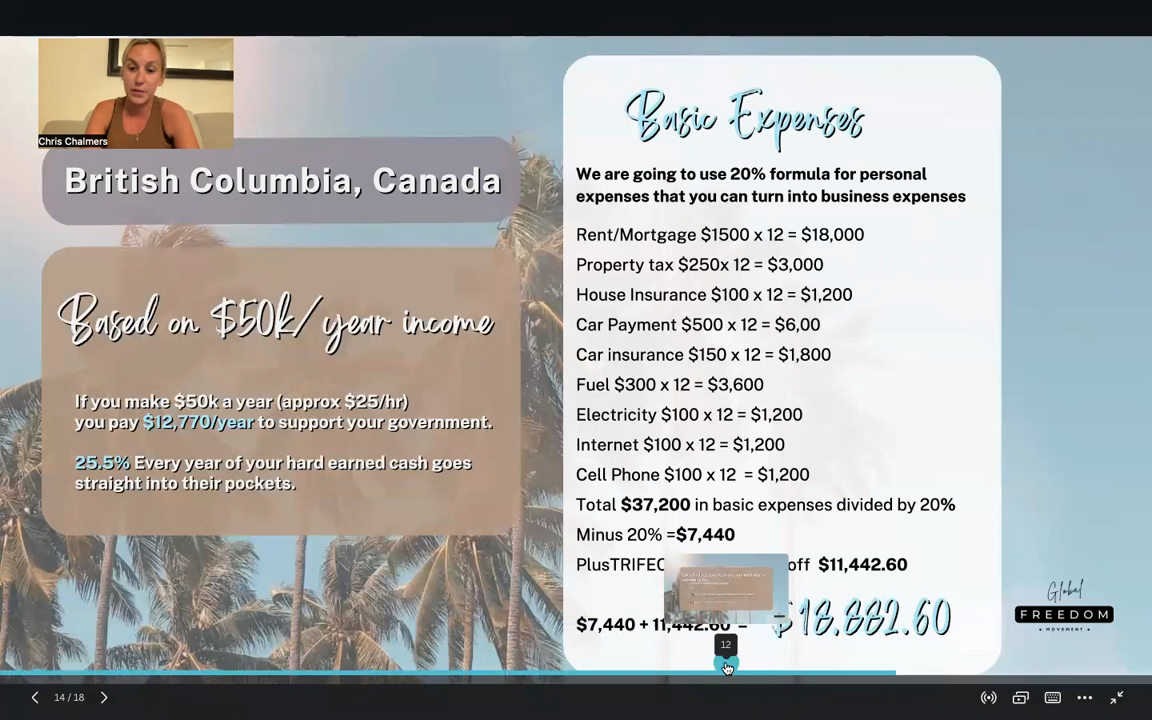 Chris Chalmers
British Columbia, Canada
Based on $50k/year income
If you make $50k a year (approx $25/hr)
you pay $12,770/year to support your government.
25.5% Every year of your hard earned cash goes
straight into their pockets.
Basic Expenses
We are going to use 20% formula for personal
expenses that you can turn into business expenses
Rent/Mortgage $1500 x 12 = $18,000
Property tax $250x 12 = $3,000
House Insurance $100 x 12 = $1,200
Car Payment $500 x 12 = $6,00
Car insurance $150 x 12 = $1,800
Fuel $300 x 12 = $3,600
Electricity $100 x 12 = $1,200
Internet $100 x 12 = $1,200
Cell Phone $100 x 12 = $1,200
Total $37,200 in basic expenses divided by 20%
Minus 20% =$7,440
PlusTRIFEC off $11,442.60
$7,440 + 11,442.60 = $18,882.60
12
Global
FREEDOM
• MOVEMENT •
14 / 18